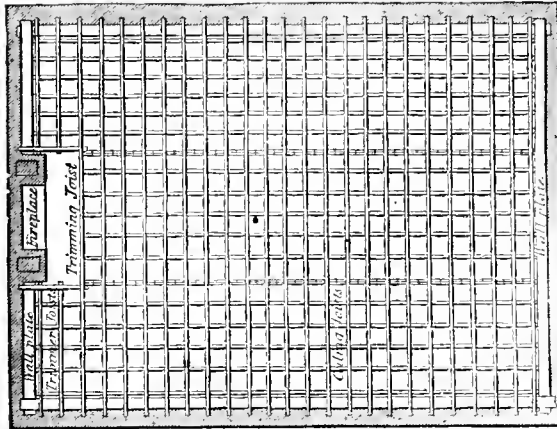 Fireplace
Trimming Joist
Wall plate
Trimmer Joist
Ceiling Joists
Wall plate